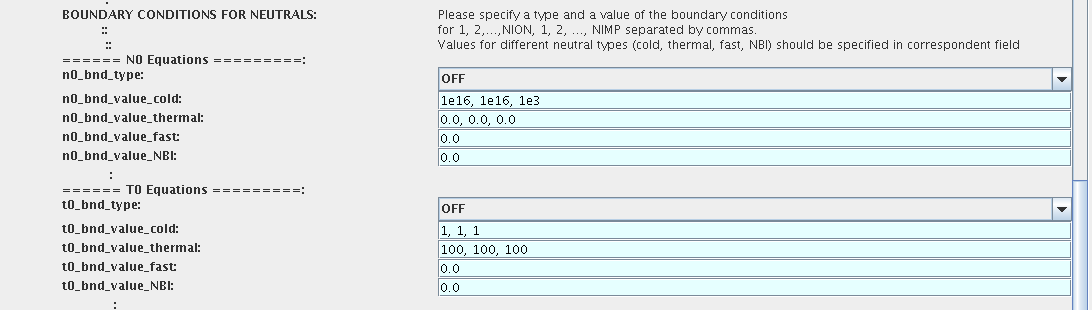 BOUNDARY CONDITIONS FOR NEUTRALS: Please specify a type and a value of the boundary conditions
:: for 1, 2,...,NION, 1, 2, ..., NIMP separated by commas.
:: Values for different neutral types (cold, thermal, fast, NBI) should be specified in correspondent field
====== N0 Equations =========:
n0_bnd_type: OFF
n0_bnd_value_cold: 1e16, 1e16, 1e3
n0_bnd_value_thermal: 0.0, 0.0, 0.0
n0_bnd_value_fast: 0.0
n0_bnd_value_NBI: 0.0
:
====== T0 Equations =========:
t0_bnd_type: OFF
t0_bnd_value_cold: 1, 1, 1
t0_bnd_value_thermal: 100, 100, 100
t0_bnd_value_fast: 0.0
t0_bnd_value_NBI: 0.0
: